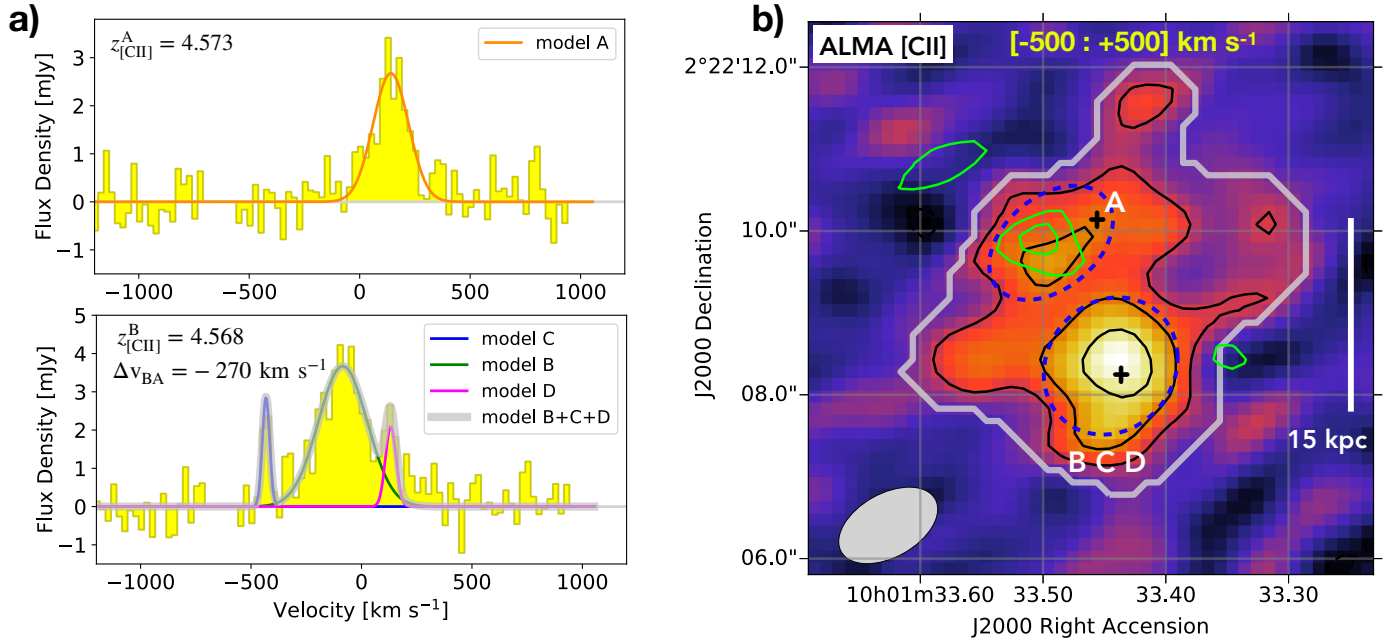 a)
z^A_[CII] = 4.573
model A
Flux Density [mJy]
3
2
1
0
−1
−1000
−500
0
500
1000
z^B_[CII] = 4.568
Δv_BA = − 270 km s⁻¹
model C
model B
model D
model B+C+D
Flux Density [mJy]
5
4
3
2
1
0
−1
−1000
−500
0
500
1000
Velocity [km s⁻¹]
b)
ALMA [CII]
[-500 : +500] km s⁻¹
2°22'12.0"
10.0"
08.0"
06.0"
J2000 Declination
A
B C D
15 kpc
10h01m33.60
33.50
33.40
33.30
J2000 Right Ascension